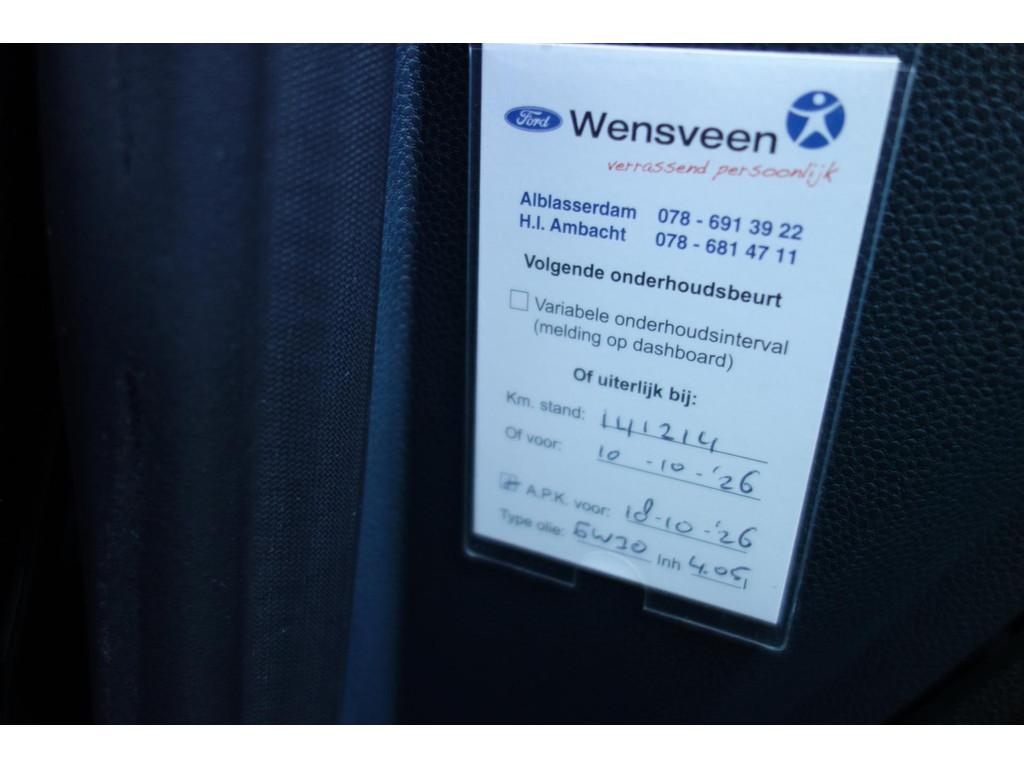 Ford Wensveen
verrassend persoonlijk
Alblasserdam 078 - 691 39 22
H.I. Ambacht 078 - 681 47 11
Volgende onderhoudsbeurt
Variabele onderhoudsinterval
(melding op dashboard)
Of uiterlijk bij:
Km. stand: 141214
Of voor: 10 - 10 - '26
A.P.K. voor: 18-10-'26
Type olie: 5W30 Inh 4.05l